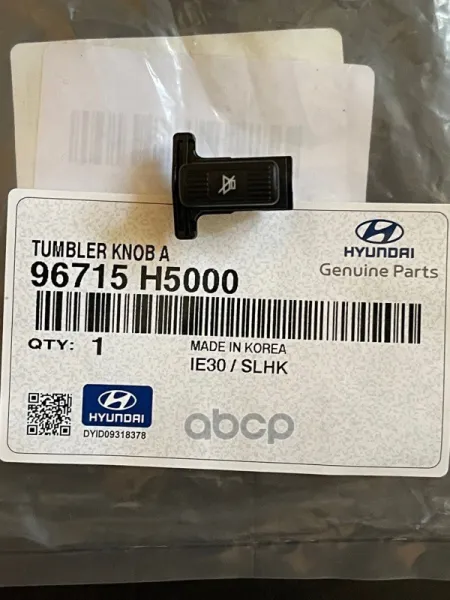 TUMBLER KNOB A
96715 H5000
HYUNDAI
Genuine Parts
QTY: 1
MADE IN KOREA
IE30 / SLHK
HYUNDAI
DYID09318378
abcp